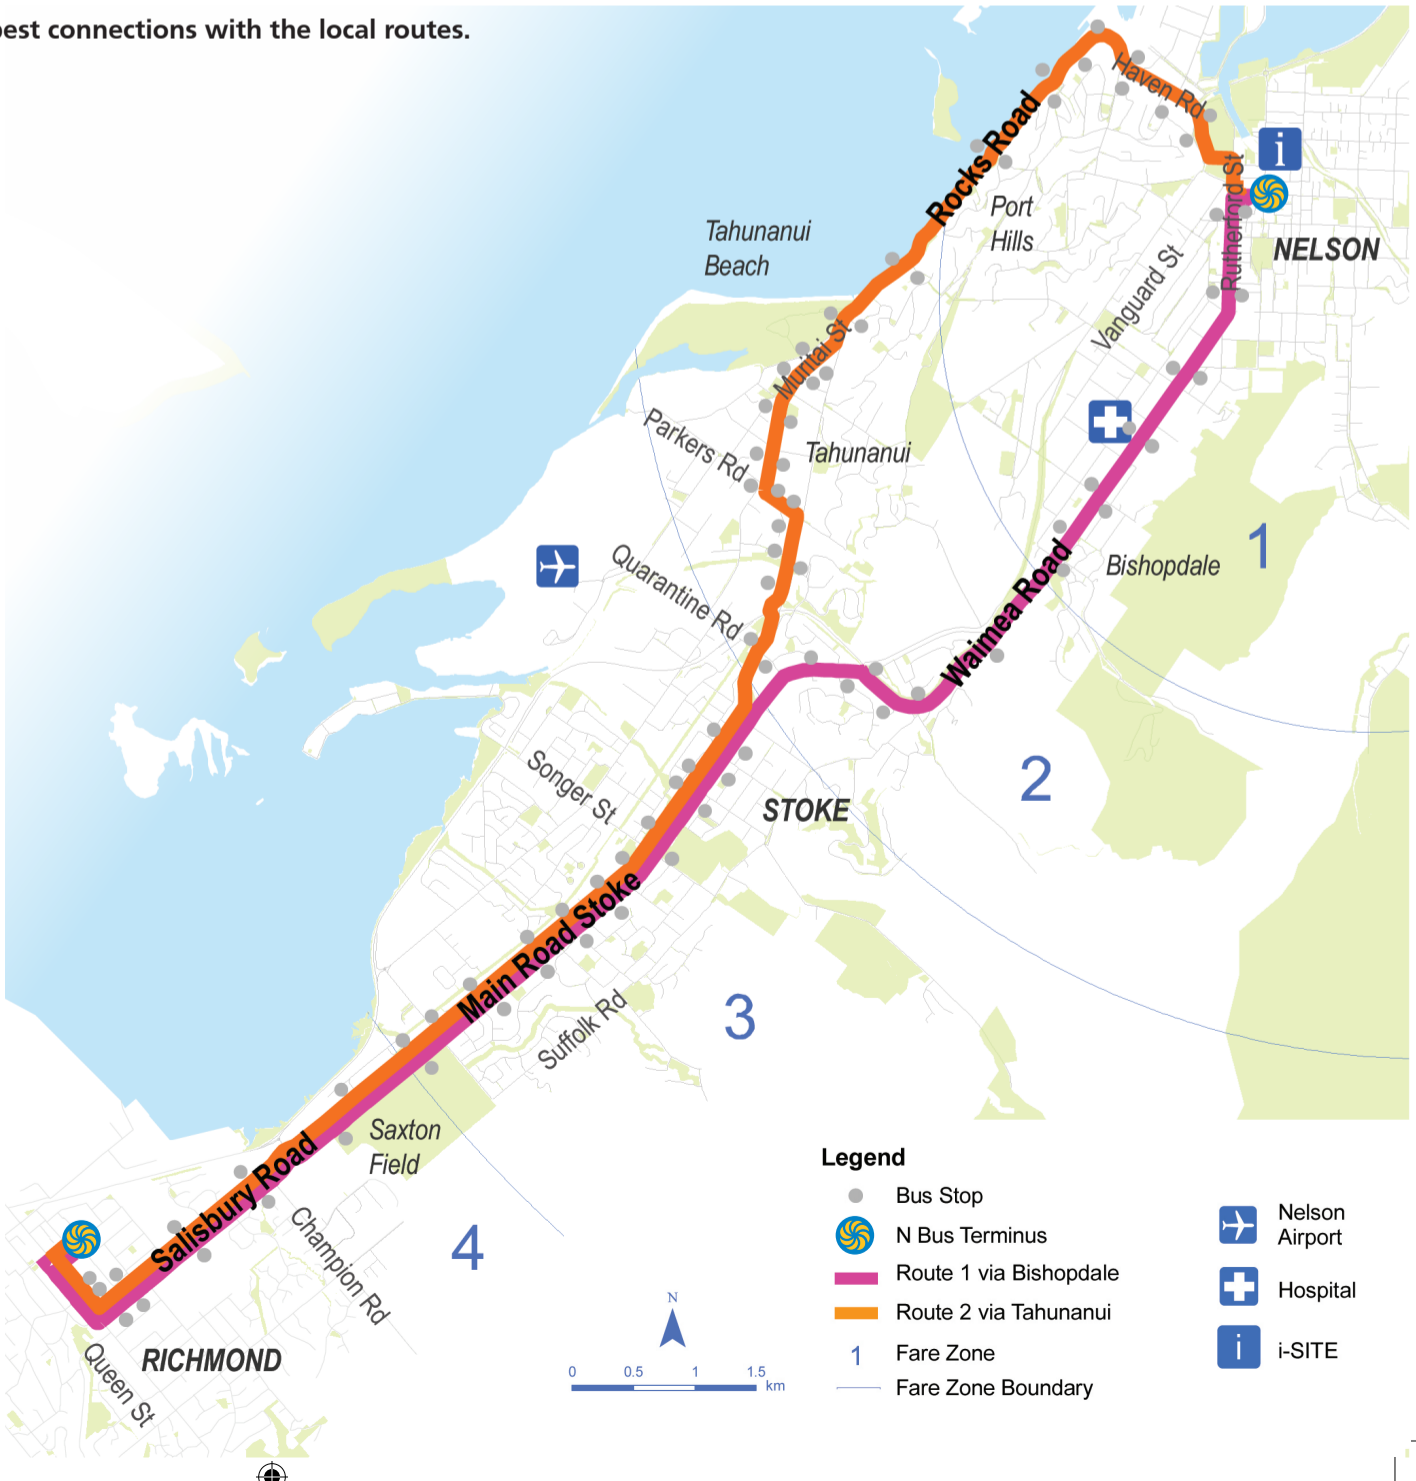 best connections with the local routes.
Haven Rd
Rocks Road
Port
Hills
Rutherford St
i
NELSON
Tahunanui
Beach
Vanguard St
Muritai St
Parkers Rd
Tahunanui
Quarantine Rd
Bishopdale
1
Waimea Road
Songer St
2
STOKE
Main Road Stoke
3
Suffolk Rd
Saxton
Field
Salisbury Road
Champion Rd
4
RICHMOND
Queen St
N
0 0.5 1 1.5
km
Legend
Bus Stop
N Bus Terminus
Route 1 via Bishopdale
Route 2 via Tahunanui
1 Fare Zone
Fare Zone Boundary
Nelson
Airport
Hospital
i i-SITE